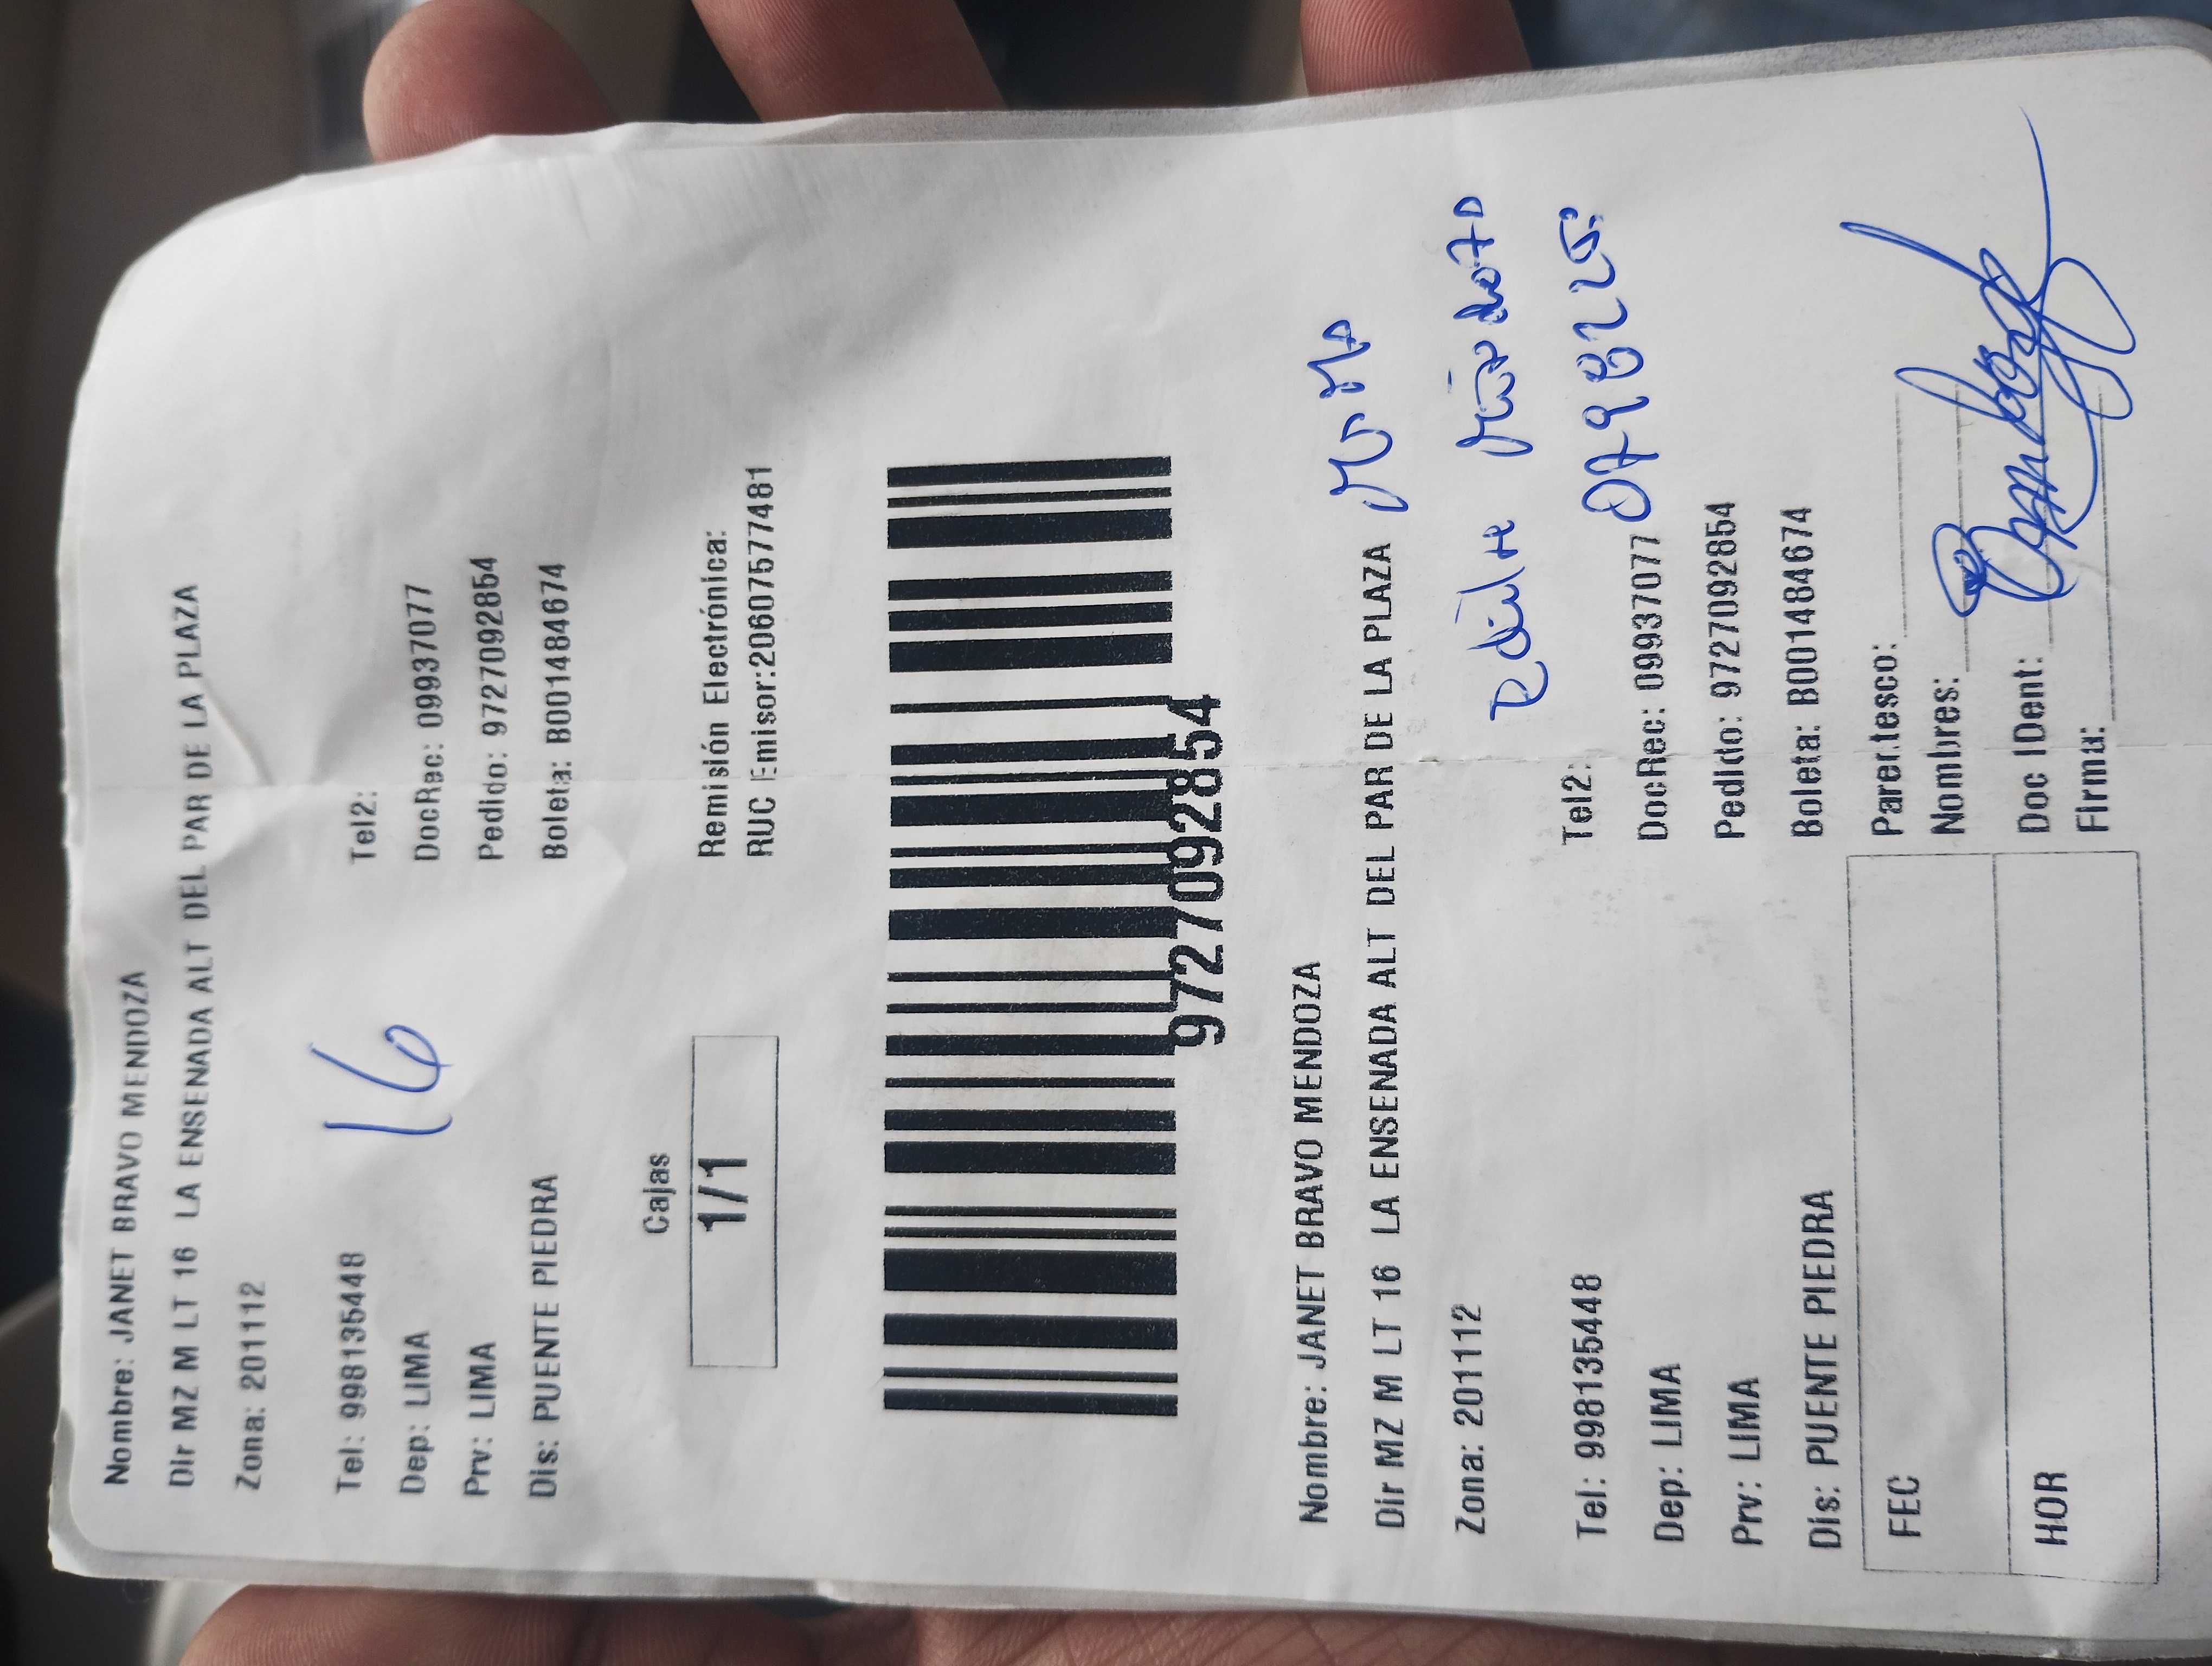 Nombre: JANET BRAVO MENDOZA
Dir MZ M LT 16 LA ENSENADA ALT DEL PAR DE LA PLAZA
Zona: 201112
16
Tel: 998135448 Tel2:
Dep: LIMA DocRec: 09937077
Prv: LIMA Pedido: 9727092854
Dis: PUENTE PIEDRA Boleta: B001484674
Cajas
1/1
Remisión Electrónica:
RUC Emisor:20607577481
9727092854
Nombre: JANET BRAVO MENDOZA
Dir MZ M LT 16 LA ENSENADA ALT DEL PAR DE LA PLAZA
Zona: 201112
Tel: 998135448 Tel2:
Dep: LIMA DocRec: 09937077
Prv: LIMA Pedido: 9727092854
Dis: PUENTE PIEDRA Boleta: B001484674
FEC
HOR
Parentesco:
Nombres:
Doc IDent:
Firma: